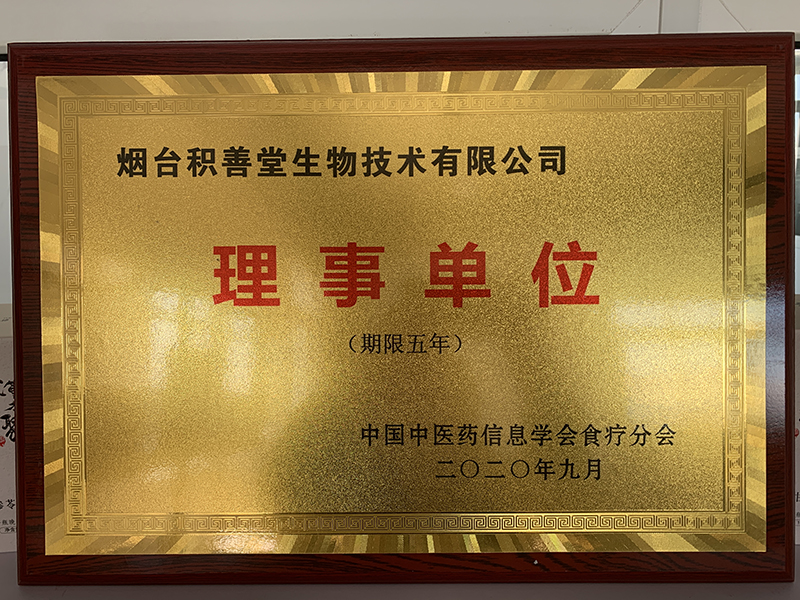 烟台积善堂生物技术有限公司
理事单位
（期限五年）
中国中医药信息学会食疗分会
二〇二〇年九月